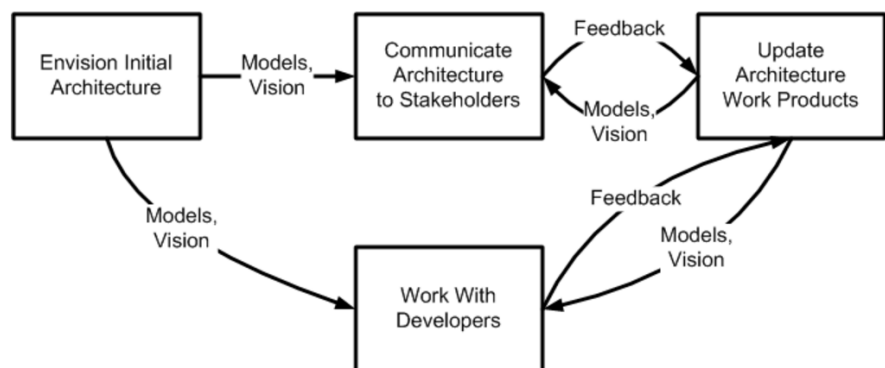 Envision Initial
Architecture
Models,
Vision
Communicate
Architecture
to Stakeholders
Feedback
Models,
Vision
Update
Architecture
Work Products
Models,
Vision
Feedback
Models,
Vision
Work With
Developers